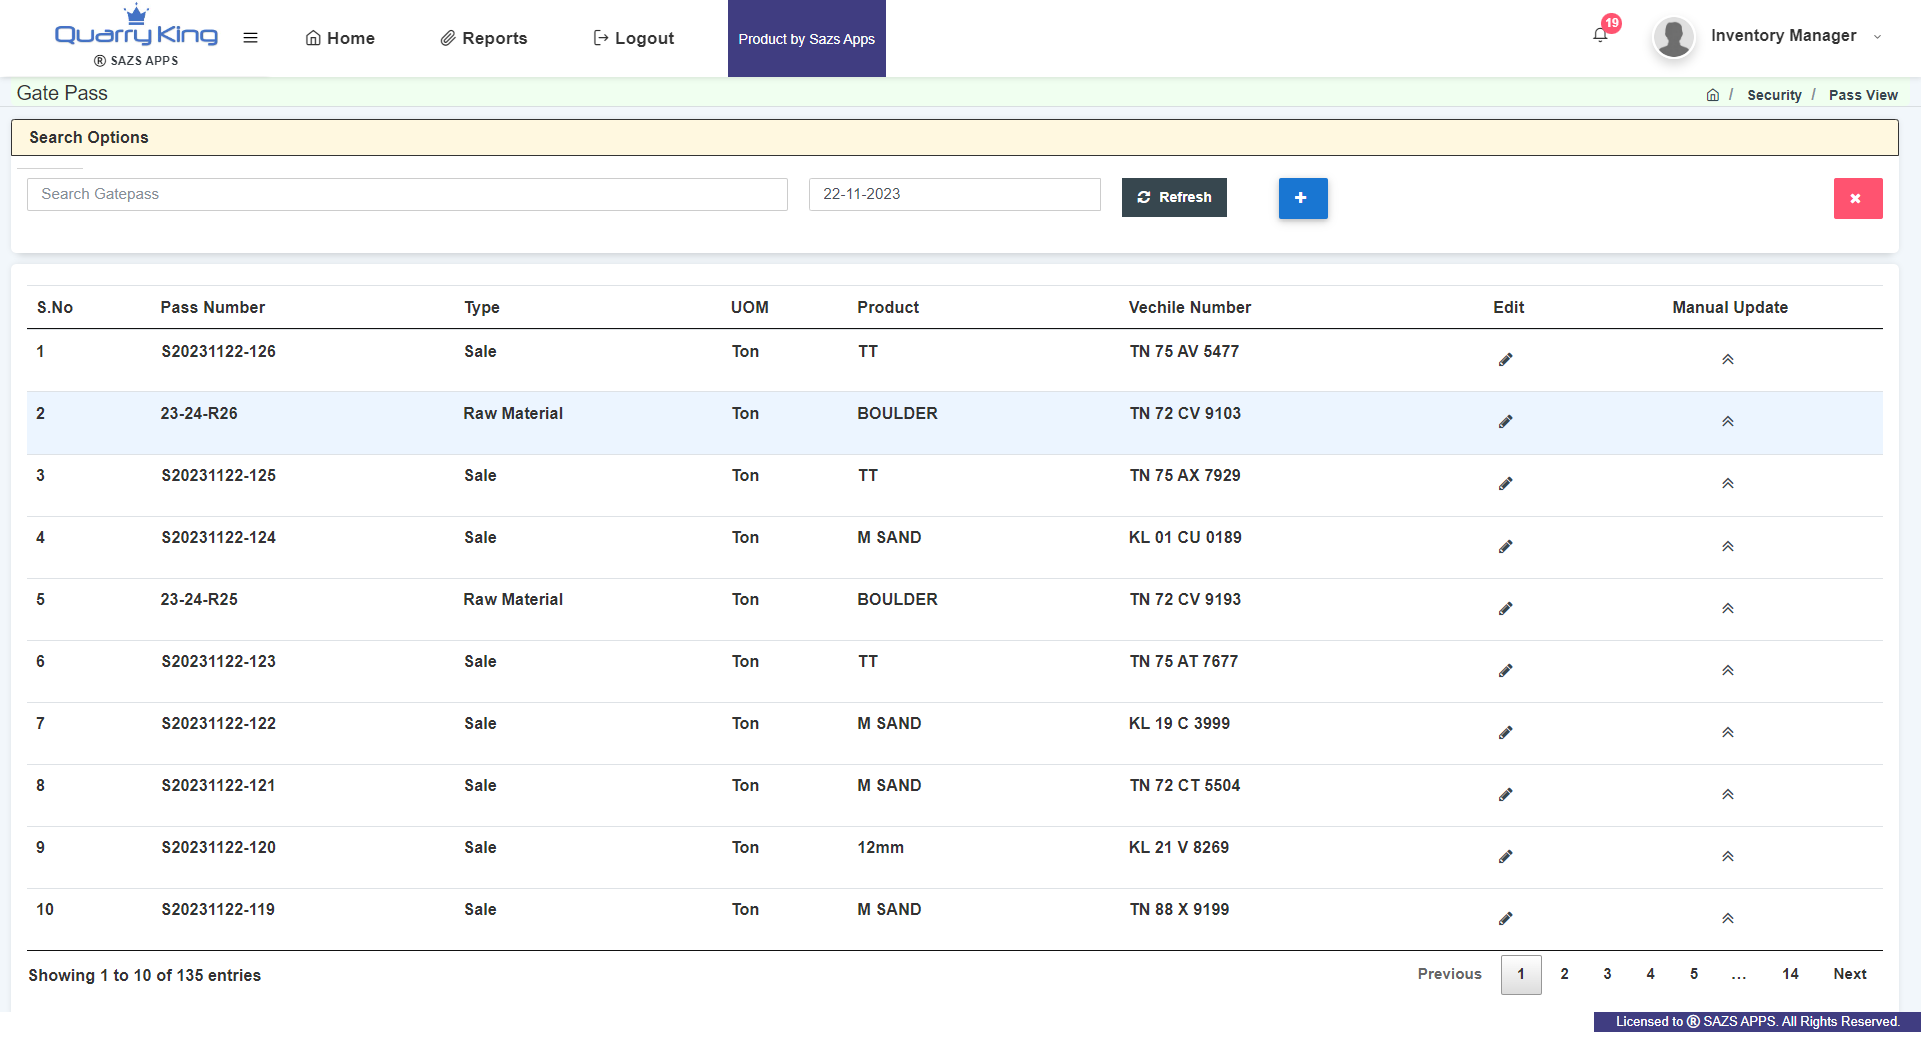 Quarry King
® SAZS APPS
Home
Reports
Logout
Product by Sazs Apps
19
Inventory Manager
Gate Pass
/ Security / Pass View
Search Options
Search Gatepass
22-11-2023
Refresh
S.No Pass Number Type UOM Product Vechile Number Edit Manual Update
1 S20231122-126 Sale Ton TT TN 75 AV 5477
2 23-24-R26 Raw Material Ton BOULDER TN 72 CV 9103
3 S20231122-125 Sale Ton TT TN 75 AX 7929
4 S20231122-124 Sale Ton M SAND KL 01 CU 0189
5 23-24-R25 Raw Material Ton BOULDER TN 72 CV 9193
6 S20231122-123 Sale Ton TT TN 75 AT 7677
7 S20231122-122 Sale Ton M SAND KL 19 C 3999
8 S20231122-121 Sale Ton M SAND TN 72 CT 5504
9 S20231122-120 Sale Ton 12mm KL 21 V 8269
10 S20231122-119 Sale Ton M SAND TN 88 X 9199
Showing 1 to 10 of 135 entries
Previous 1 2 3 4 5 ... 14 Next
Licensed to ® SAZS APPS. All Rights Reserved.